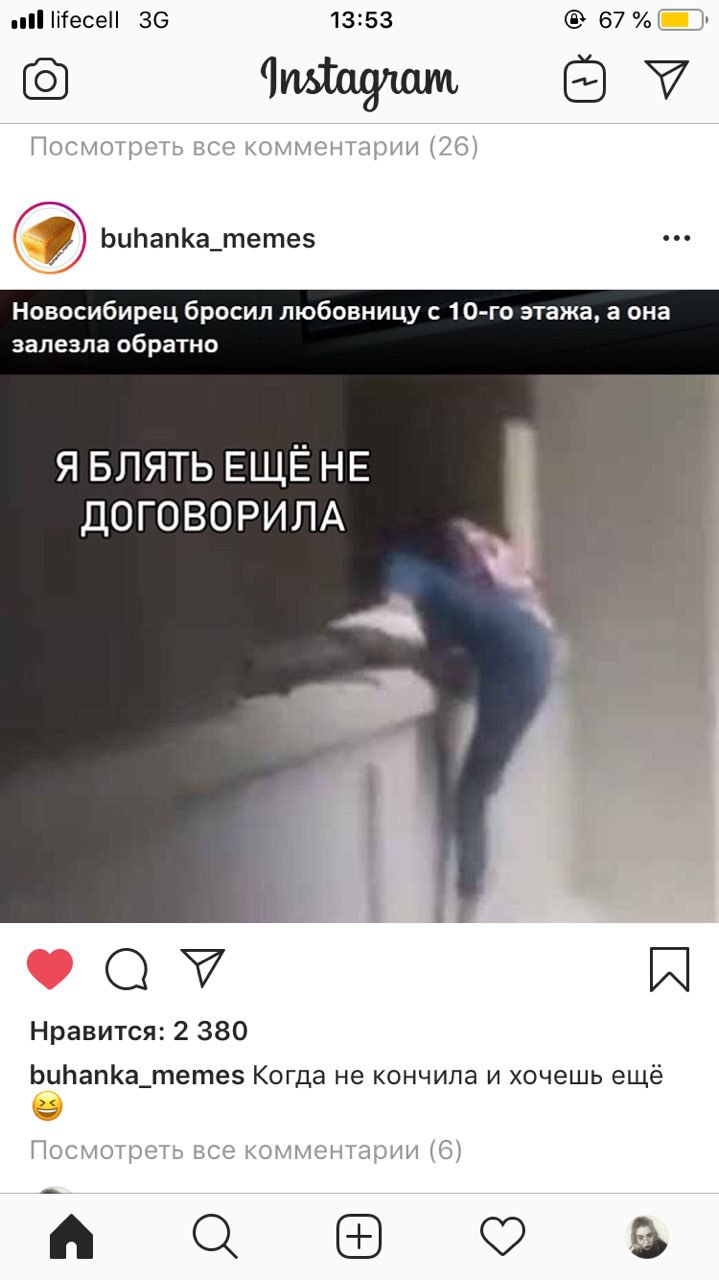 lifecell 3G 13:53 67 %
Instagram
Посмотреть все комментарии (26)
buhanka_memes
Новосибирец бросил любовницу с 10-го этажа, а она
залезла обратно
Я БЛЯТЬ ЕЩЁ НЕ
ДОГОВОРИЛА
Нравится: 2 380
buhanka_memes Когда не кончила и хочешь ещё
😆
Посмотреть все комментарии (6)